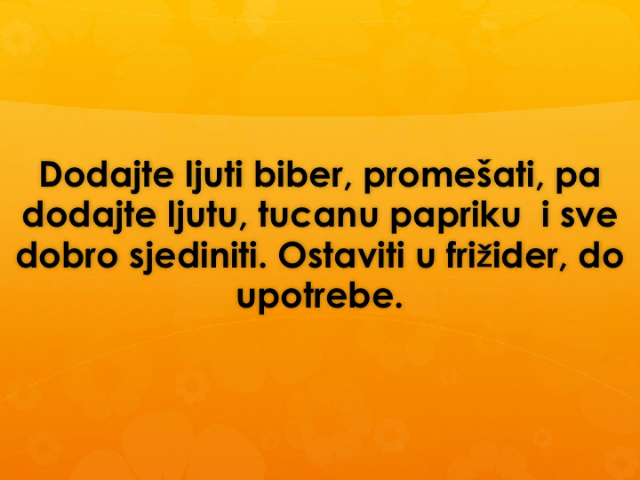 Dodajte ljuti biber, promešati, pa
dodajte ljutu, tucanu papriku  i sve
dobro sjediniti. Ostaviti u frižider, do
upotrebe.